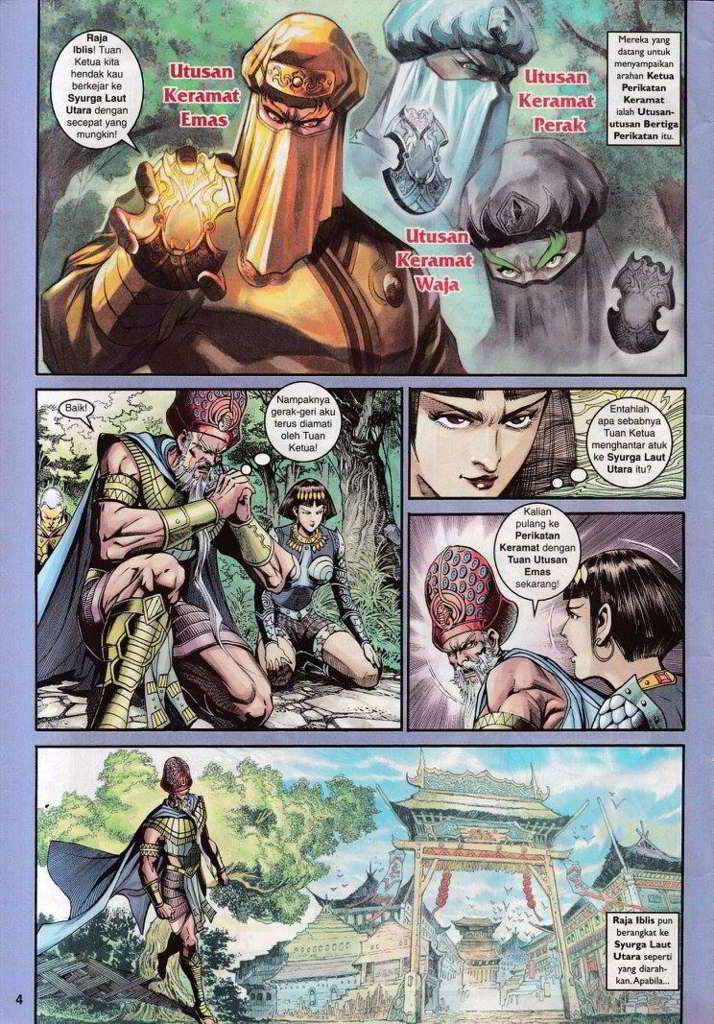 Raja
Iblis! Tuan
Ketua kita
hendak kau
berkejar ke
Syurga Laut
Utara dengan
secepat yang
mungkin!
Utusan
Keramat
Emas
Utusan
Keramat
Perak
Mereka yang
datang untuk
menyampaikan
arahan Ketua
Perikatan
Keramat
ialah Utusan-
utusan Bertiga
Perikatan itu.
Utusan
Keramat
Waja
Baik!
Nampaknya
gerak-geri aku
terus diamati
oleh Tuan
Ketua!
Entahlah
apa sebabnya
Tuan Ketua
menghantar atuk
ke Syurga Laut
Utara itu?
Kalian
pulang ke
Perikatan
Keramat dengan
Tuan Utusan
Emas
sekarang!
Raja Iblis pun
berangkat ke
Syurga Laut
Utara seperti
yang diarah-
kan. Apabila...
4